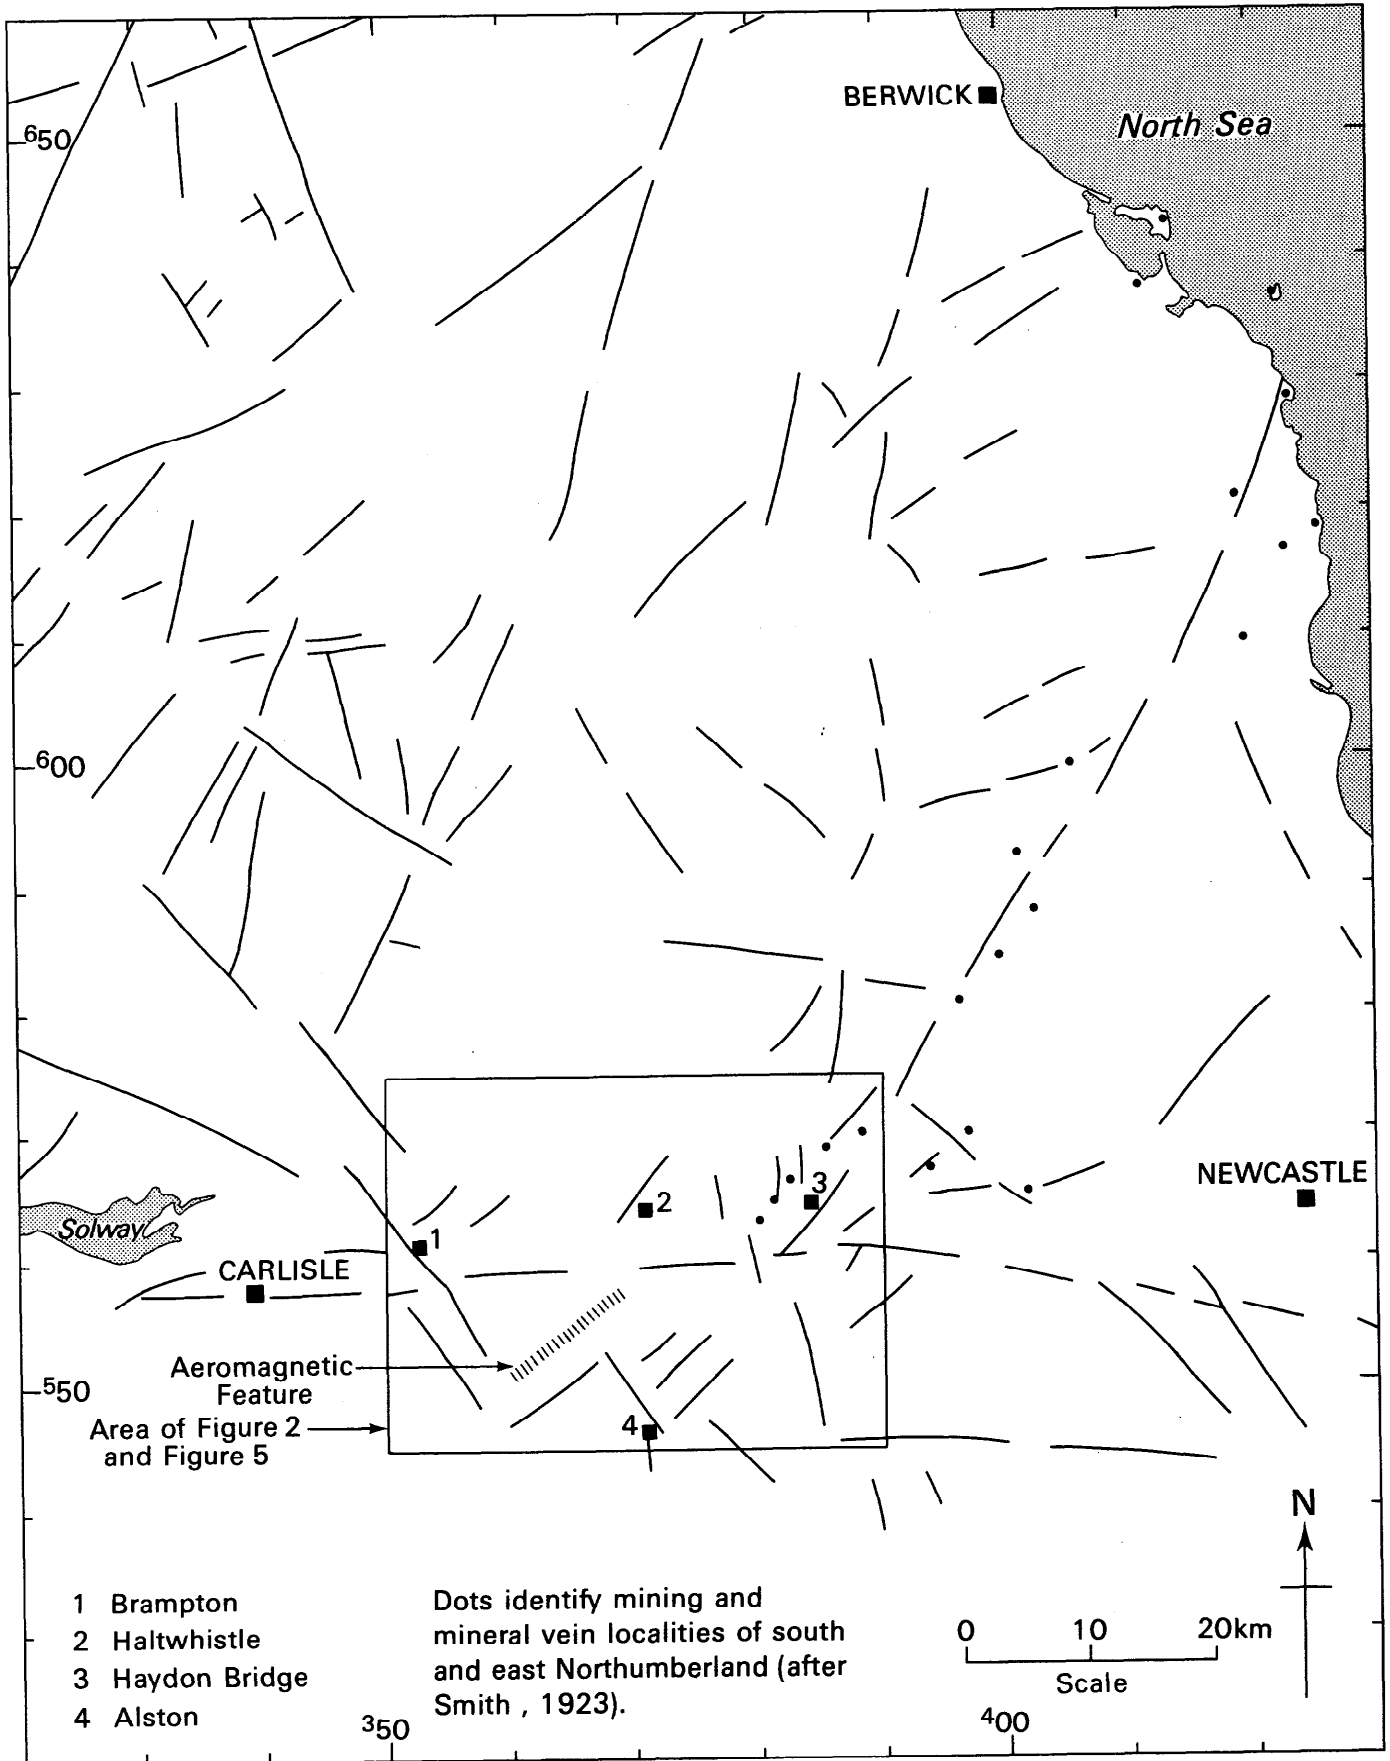 BERWICK
North Sea
650
600
3
2
NEWCASTLE
Solway
1
CARLISLE
Aeromagnetic
Feature
550
Area of Figure 2
and Figure 5
4
N
1 Brampton
2 Haltwhistle
3 Haydon Bridge
4 Alston
Dots identify mining and
mineral vein localities of south
and east Northumberland (after
Smith , 1923).
0 10 20km
Scale
350
400